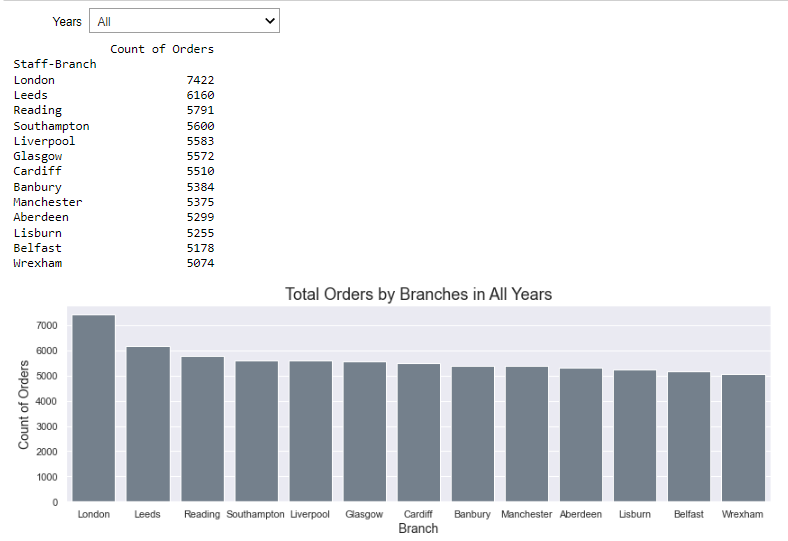 Years All
Count of Orders
Staff-Branch
London 7422
Leeds 6160
Reading 5791
Southampton 5600
Liverpool 5583
Glasgow 5572
Cardiff 5510
Banbury 5384
Manchester 5375
Aberdeen 5299
Lisburn 5255
Belfast 5178
Wrexham 5074
Total Orders by Branches in All Years
Count of Orders
7000
6000
5000
4000
3000
2000
1000
0
London Leeds Reading Southampton Liverpool Glasgow Cardiff Banbury Manchester Aberdeen Lisburn Belfast Wrexham
Branch